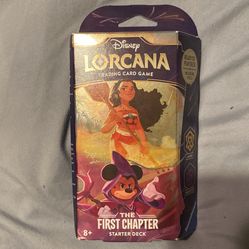 Disney
LORCANA
TRADING CARD GAME
THE
FIRST CHAPTER
STARTER DECK
8+